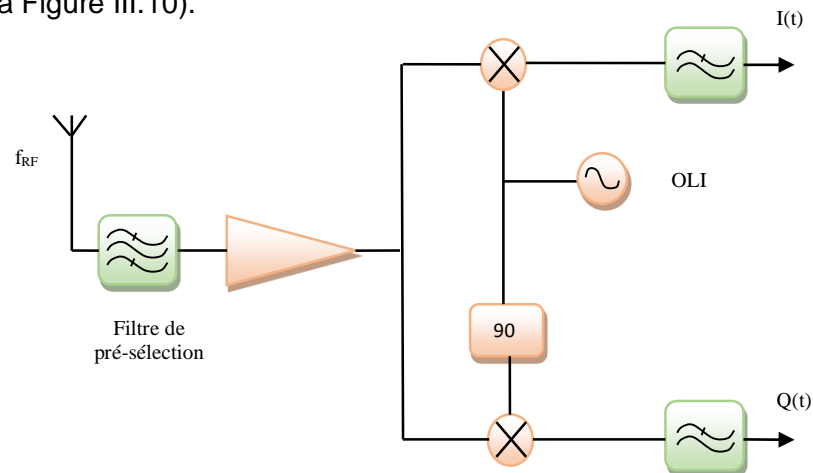 a Figure III.10).
I(t)
f_RF
OLI
Filtre de
pré-sélection
90
Q(t)